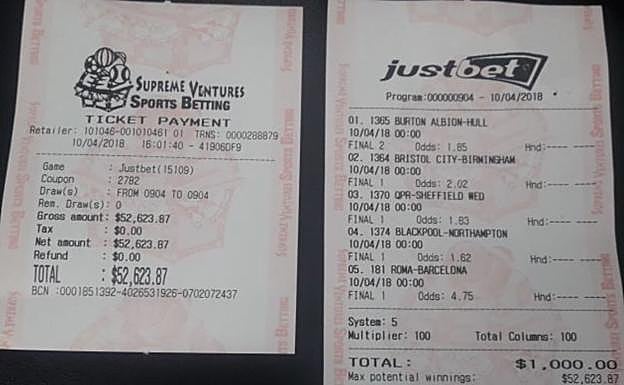 SUPREME VENTURES
SPORTS BETTING
TICKET PAYMENT
Retailer: 101046-001010461 01 TRNS: 0000288879
10/04/2018 16:01:40 - 41906DF9
Game : Justbet(15109)
Coupon : 2782
Draw(s) : FROM 0904 TO 0904
Rem. Draw(s): 0
Gross amount: $52,623.87
Tax : $0.00
Net amount : $52,623.87
Refund : $0.00
TOTAL : $52,623.87
BCN :0001851392-4026531926-0702072437
justbet
Program:000000904 - 10/04/2018
01. 1365 BURTON ALBION-HULL
10/04/18 00:00
FINAL 2 Odds: 1.85 Hnd:---- ----
02. 1364 BRISTOL CITY-BIRMINGHAM
10/04/18 00:00
FINAL 1 Odds: 2.02 Hnd:---- ----
03. 1370 QPR-SHEFFIELD WED
10/04/18 00:00
FINAL 1 Odds: 1.83 Hnd:---- ----
04. 1374 BLACKPOOL-NORTHAMPTON
10/04/18 00:00
FINAL 1 Odds: 1.62 Hnd:---- ----
05. 181 ROMA-BARCELONA
10/04/18 00:00
FINAL 1 Odds: 4.75 Hnd:---- ----
System: 5
Multiplier: 100 Total Columns: 100
TOTAL: $1,000.00
Max potential winnings: $52,623.87